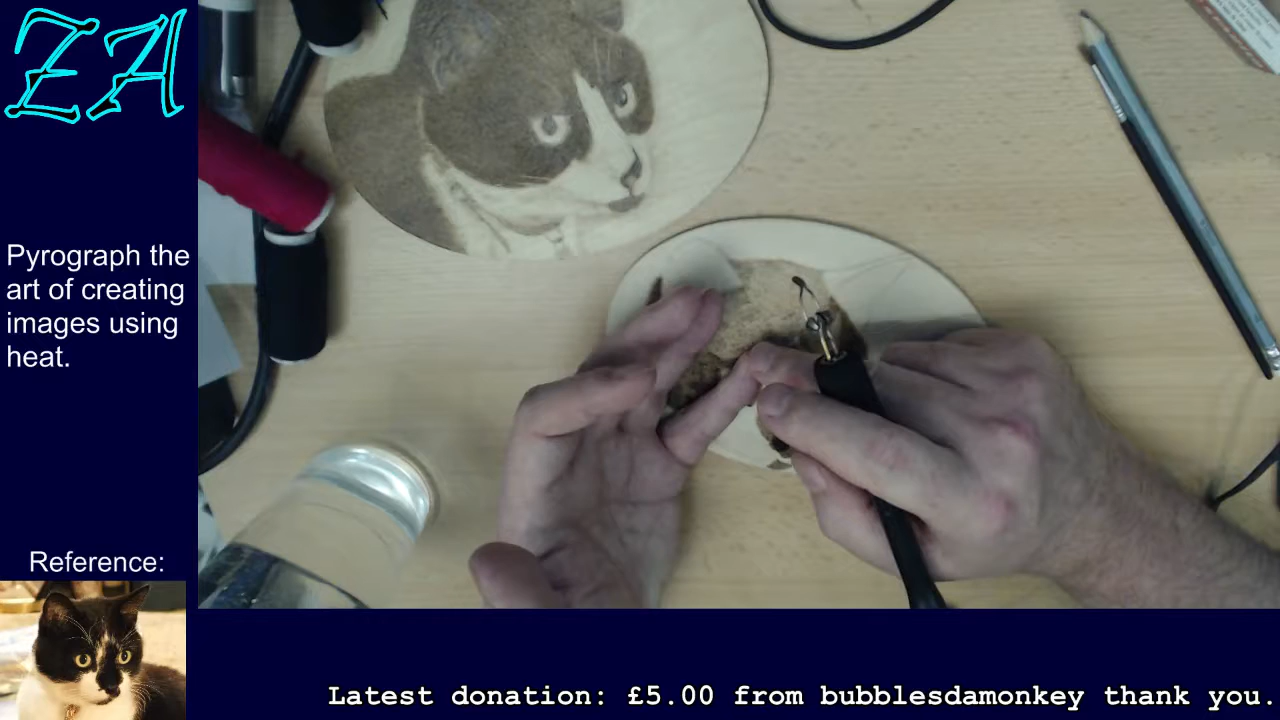 ZA
Pyrograph the
art of creating
images using
heat.
Reference:
Latest donation: £5.00 from bubblesdamonkey thank you.